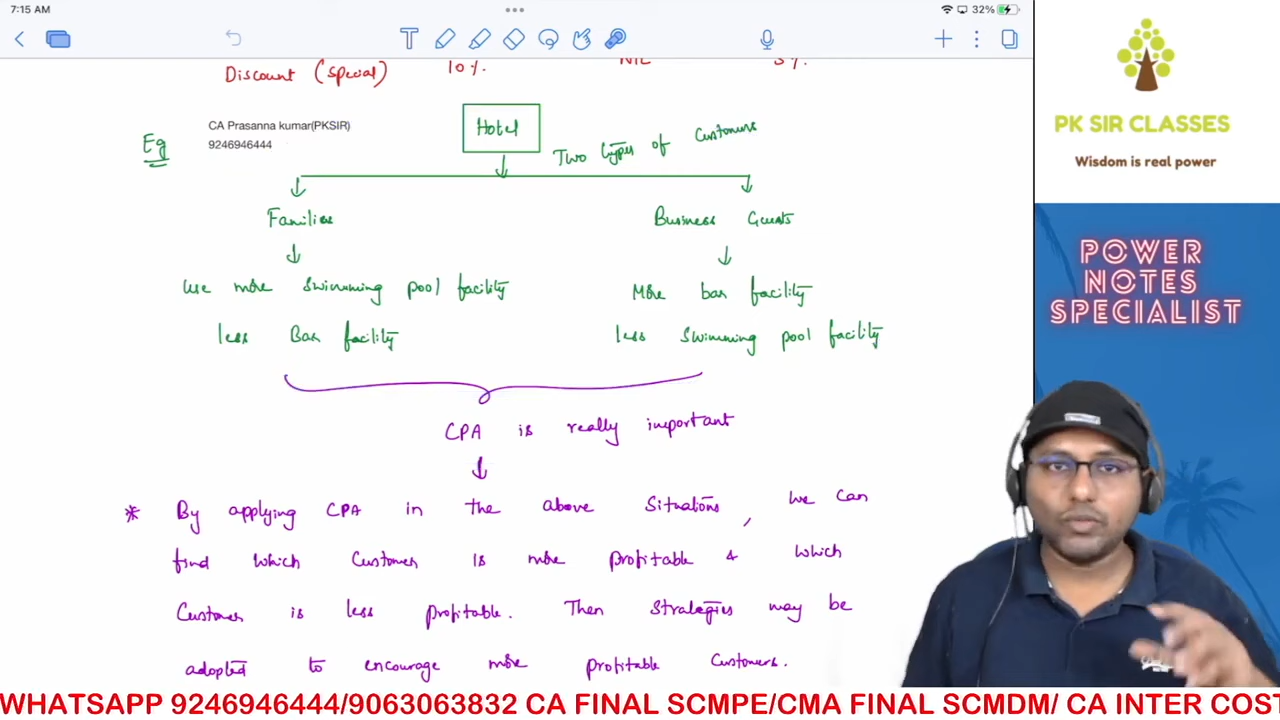 7:15 AM
32%
Discount (special) 10%. NIL 5%.
CA Prasanna kumar(PKSIR)
9246946444
Eg
Hotel
Two types of Customers
Families
Business Guests
Use more Swimming pool facility
More bar facility
less Bar facility
less Swimming pool facility
CPA is really important
* By applying CPA in the above Situations, we can
find which Customer is more Profitable & which
Customer is less Profitable. Then Strategies may be
adopted to encourage more profitable Customers.
PK SIR CLASSES
Wisdom is real power
POWER
NOTES
SPECIALIST
WHATSAPP 9246946444/9063063832 CA FINAL SCMPE/CMA FINAL SCMDM/ CA INTER COST